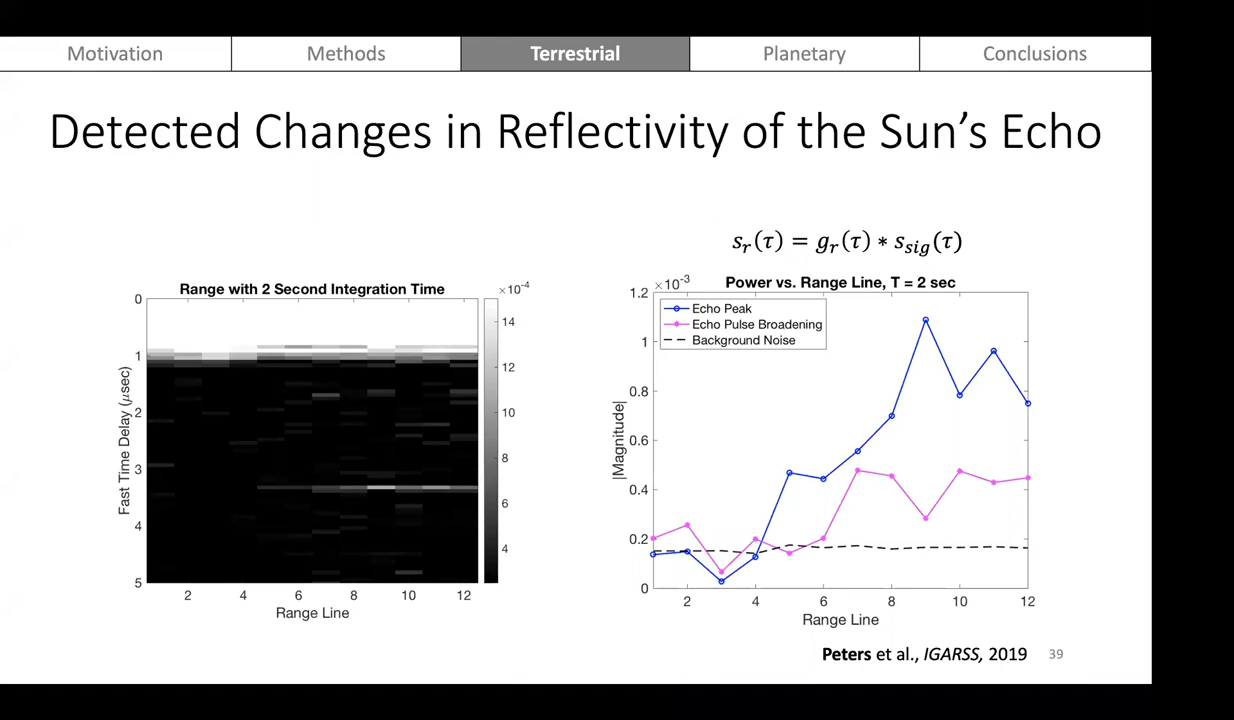 Motivation
Methods
Terrestrial
Planetary
Conclusions
Detected Changes in Reflectivity of the Sun's Echo
s_r(τ) = g_r(τ) * s_sig(τ)
Range with 2 Second Integration Time
×10^-4
0
1
2
3
4
5
Fast Time Delay (μsec)
2
4
6
8
10
12
Range Line
14
12
10
8
6
4
Power vs. Range Line, T = 2 sec
×10^-3
1.2
1
0.8
0.6
0.4
0.2
0
|Magnitude|
Echo Peak
Echo Pulse Broadening
Background Noise
2
4
6
8
10
12
Range Line
Peters et al., IGARSS, 2019
39